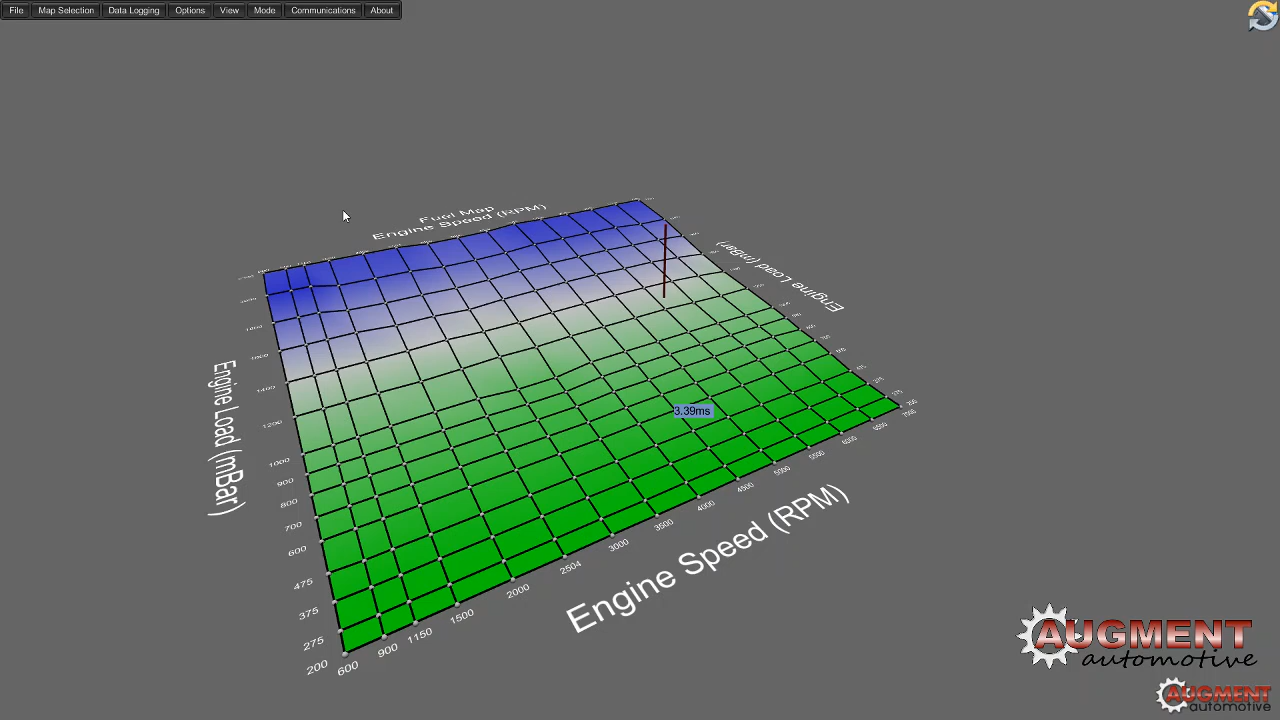 File Map Selection Data Logging Options View Mode Communications About
Fuel Map
Engine Speed (RPM)
Engine Load (mBar)
Engine Load (mBar)
1400
1200
1000
900
800
700
600
475
375
275
200
600
900
1150
1500
2000
2504
3000
3500
4000
4500
5000
5500
6000
3.39ms
Engine Speed (RPM)
AUGMENT
automotive
AUGMENT
automotive